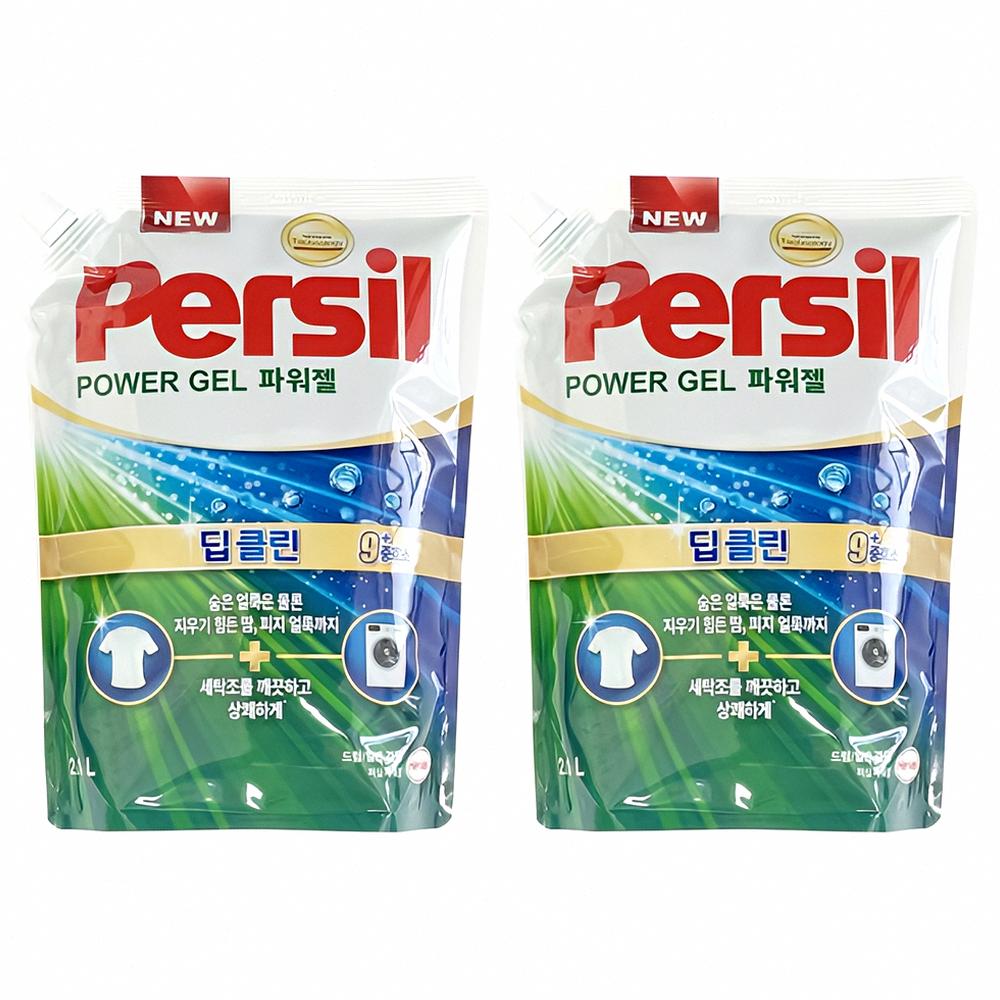 NEW
Persil
POWER GEL 파워젤
딥 클린
숨은 얼룩은 물론
지우기 힘든 땀, 피지 얼룩까지
세탁조를 깨끗하고
상쾌하게
NEW
Persil
POWER GEL 파워젤
딥 클린
숨은 얼룩은 물론
지우기 힘든 땀, 피지 얼룩까지
세탁조를 깨끗하고
상쾌하게